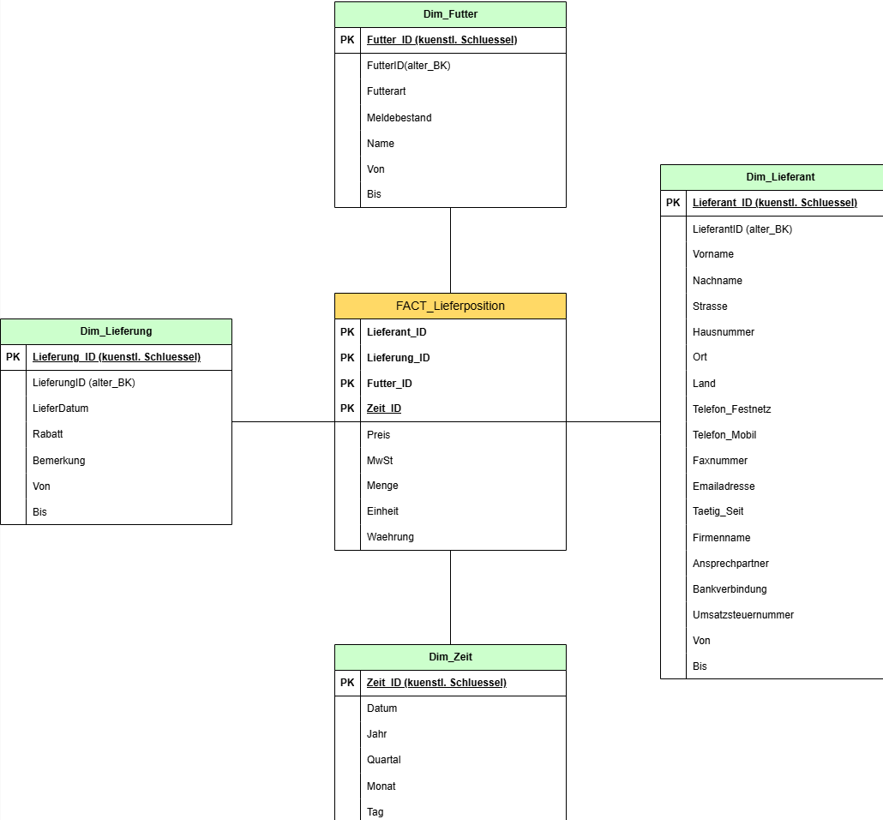 Dim_Futter
PK Futter_ID (kuenstl. Schluessel)
FutterID(alter_BK)
Futterart
Meldebestand
Name
Von
Bis
Dim_Lieferant
PK Lieferant_ID (kuenstl. Schluessel)
LieferantID (alter_BK)
Vorname
Nachname
Strasse
Hausnummer
Ort
Land
Telefon_Festnetz
Telefon_Mobil
Faxnummer
Emailadresse
Taetig_Seit
Firmenname
Ansprechpartner
Bankverbindung
Umsatzsteuernummer
Von
Bis
FACT_Lieferposition
PK Lieferant_ID
PK Lieferung_ID
PK Futter_ID
PK Zeit_ID
Preis
MwSt
Menge
Einheit
Waehrung
Dim_Lieferung
PK Lieferung_ID (kuenstl. Schluessel)
LieferungID (alter_BK)
LieferDatum
Rabatt
Bemerkung
Von
Bis
Dim_Zeit
PK Zeit_ID (kuenstl. Schluessel)
Datum
Jahr
Quartal
Monat
Tag